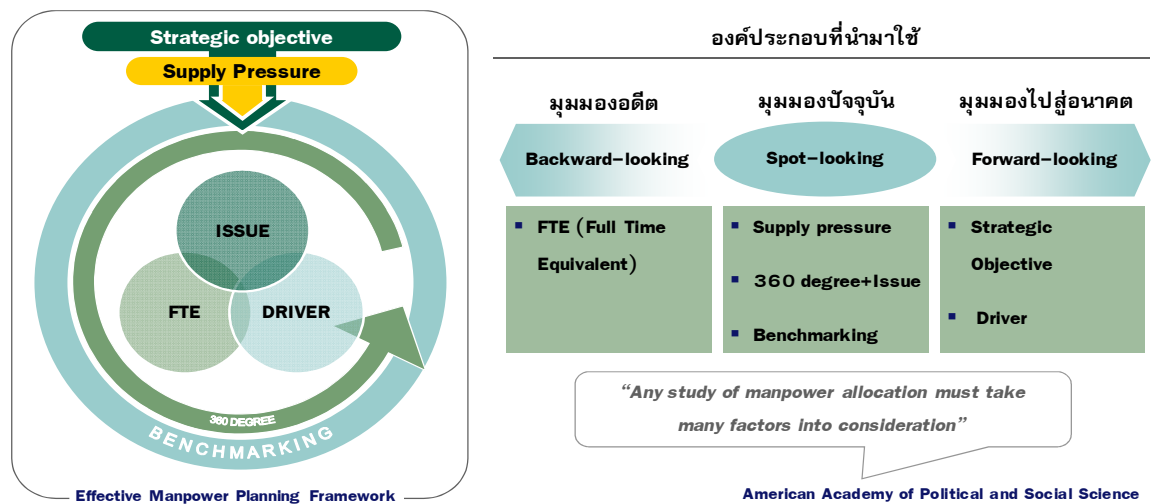 Strategic objective
Supply Pressure
ISSUE
FTE
DRIVER
360 DEGREE
BENCHMARKING
Effective Manpower Planning Framework
องค์ประกอบที่นำมาใช้
มุมมองอดีต
มุมมองปัจจุบัน
มุมมองไปสู่อนาคต
Backward-looking
Spot-looking
Forward-looking
▪ FTE (Full Time
Equivalent)
▪ Supply pressure
▪ 360 degree+Issue
▪ Benchmarking
▪ Strategic
Objective
▪ Driver
“Any study of manpower allocation must take
many factors into consideration”
American Academy of Political and Social Science